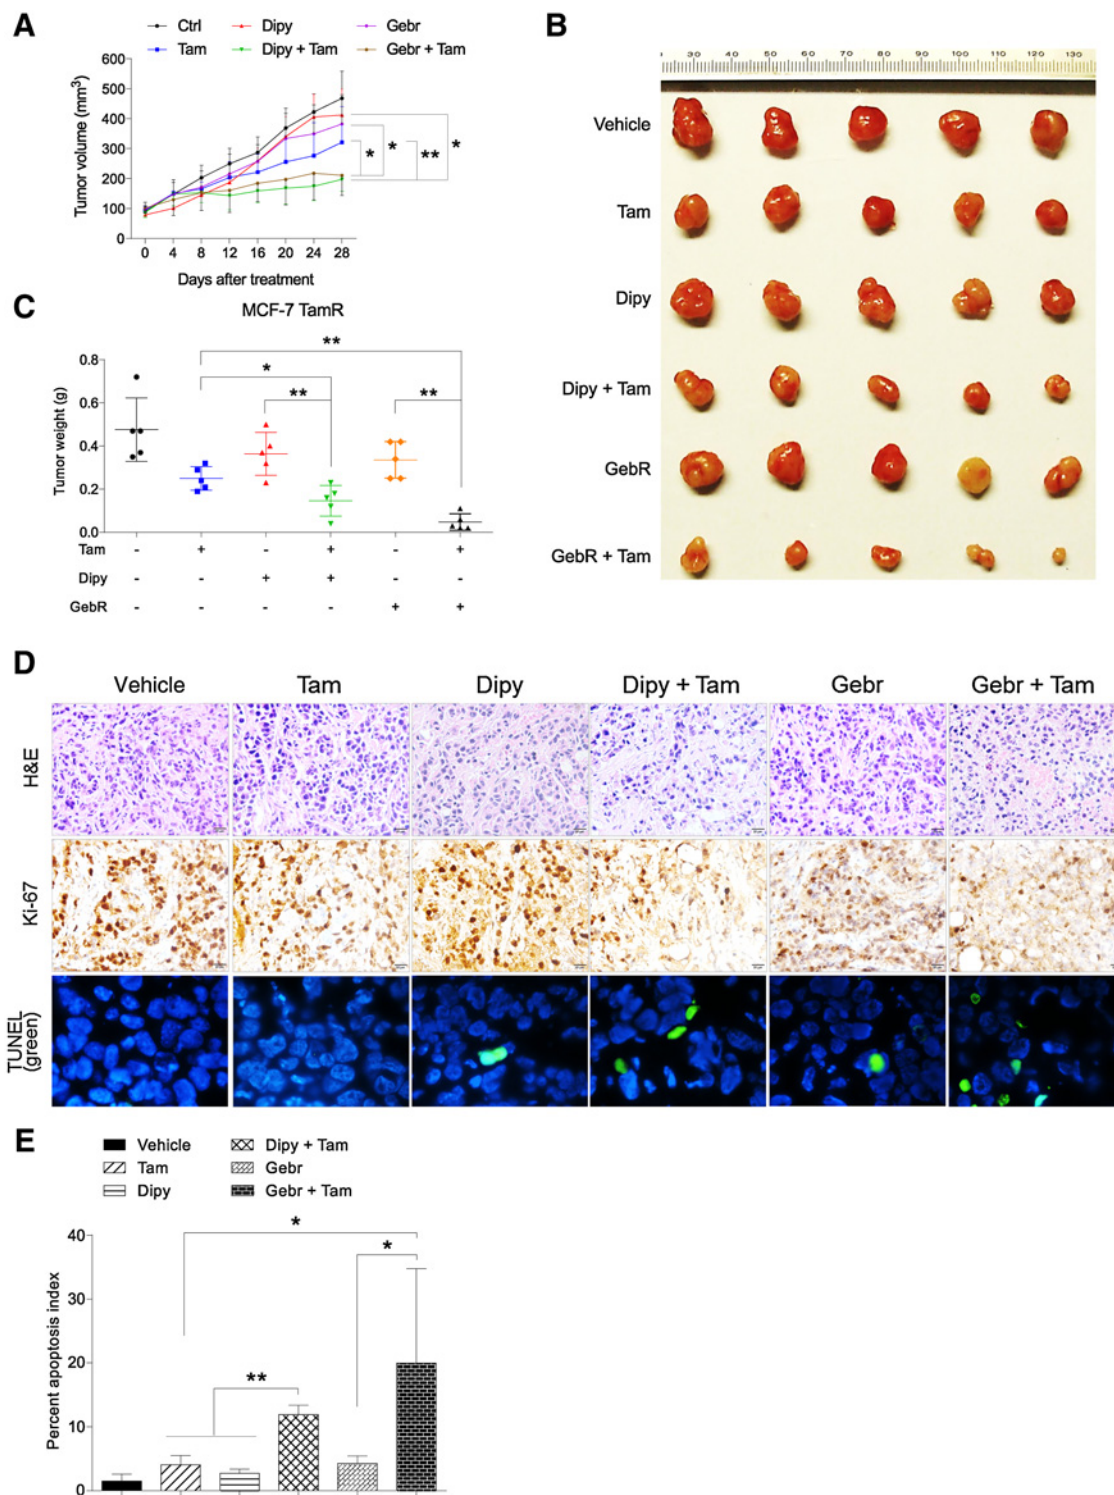 A
Ctrl Dipy Gebr
Tam Dipy + Tam Gebr + Tam
Tumor volume (mm³)
600
500
400
300
200
100
0
* * ** *
0 4 8 12 16 20 24 28
Days after treatment
B
30 40 50 60 70 80 90 100 110 120 130
Vehicle
Tam
Dipy
Dipy + Tam
GebR
GebR + Tam
C
MCF-7 TamR
**
*
** **
Tumor weight (g)
0.8
0.6
0.4
0.2
0.0
Tam - + - + - +
Dipy - - + + - -
GebR - - - - + +
D
Vehicle Tam Dipy Dipy + Tam Gebr Gebr + Tam
H&E
Ki-67
TUNEL
(green)
E
Vehicle Dipy + Tam
Tam Gebr
Dipy Gebr + Tam
Percent apoptosis index
40
30
20
10
0
*
*
**